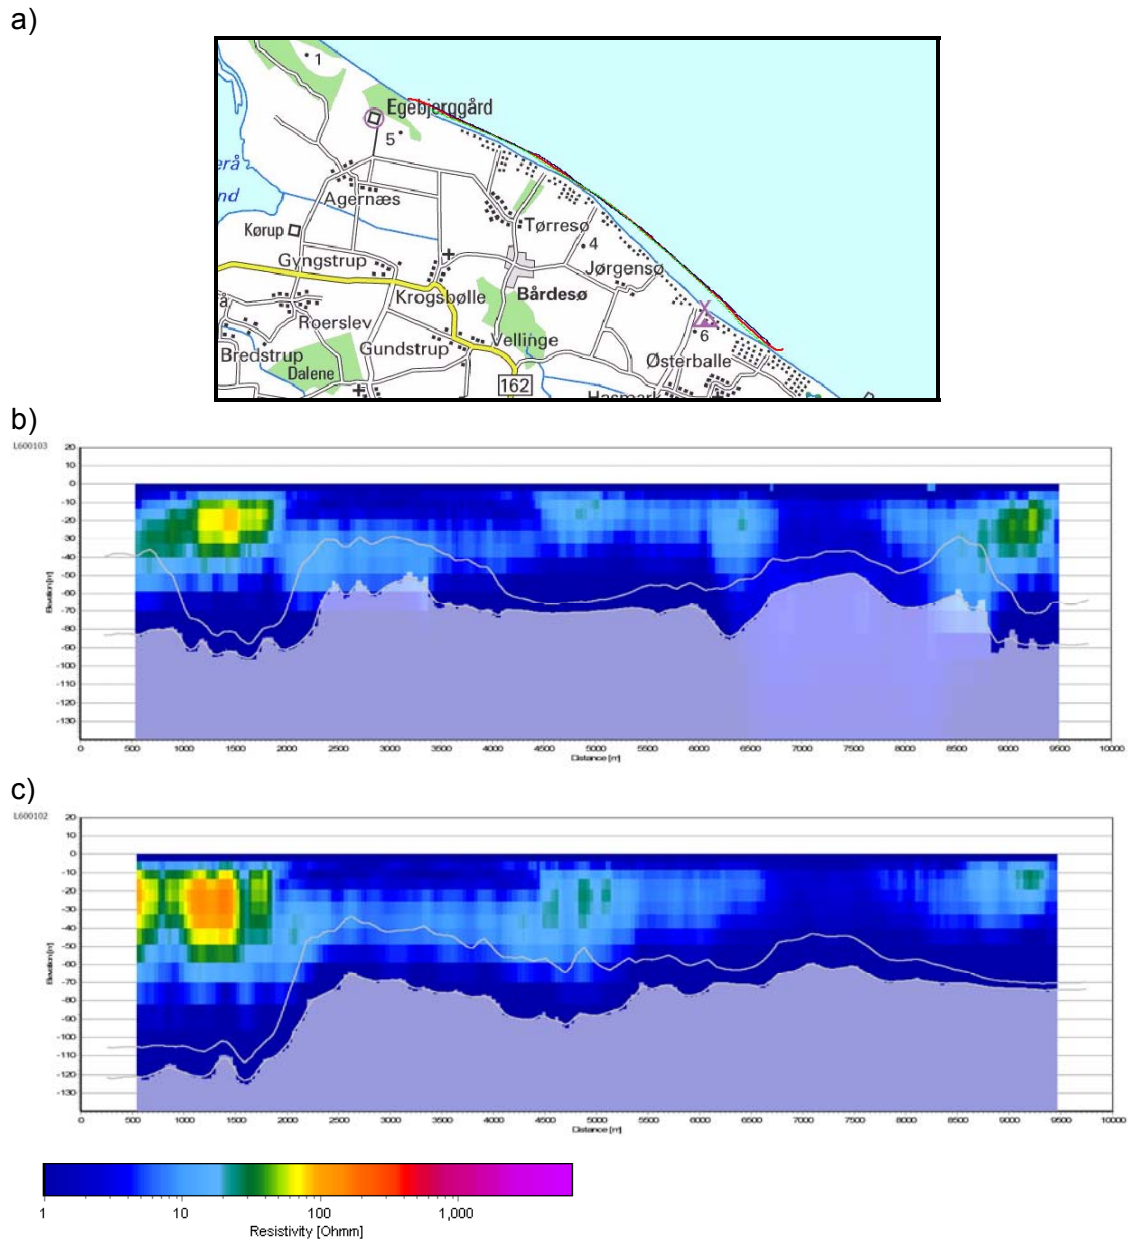 a)
1
Egebjerggård
5
erå
nd
Agernæs
Kørup
Tørresø
4
Gyngstrup
Jørgensø
Krogsbølle
Bårdesø
å
Roerslev
6
Gundstrup
Vellinge
Bredstrup
Østerballe
Dalene
162
Hasmark
b)
L600103
20
10
0
-10
-20
-30
-40
-50
-60
-70
-80
-90
-100
-110
-120
-130
Elevation [m]
0 500 1000 1500 2000 2500 3000 3500 4000 4500 5000 5500 6000 6500 7000 7500 8000 8500 9000 9500 10000
Distance [m]
c)
L600102
20
10
0
-10
-20
-30
-40
-50
-60
-70
-80
-90
-100
-110
-120
-130
Elevation [m]
0 500 1000 1500 2000 2500 3000 3500 4000 4500 5000 5500 6000 6500 7000 7500 8000 8500 9000 9500 10000
Distance [m]
1 10 100 1,000
Resistivity [Ohmm]